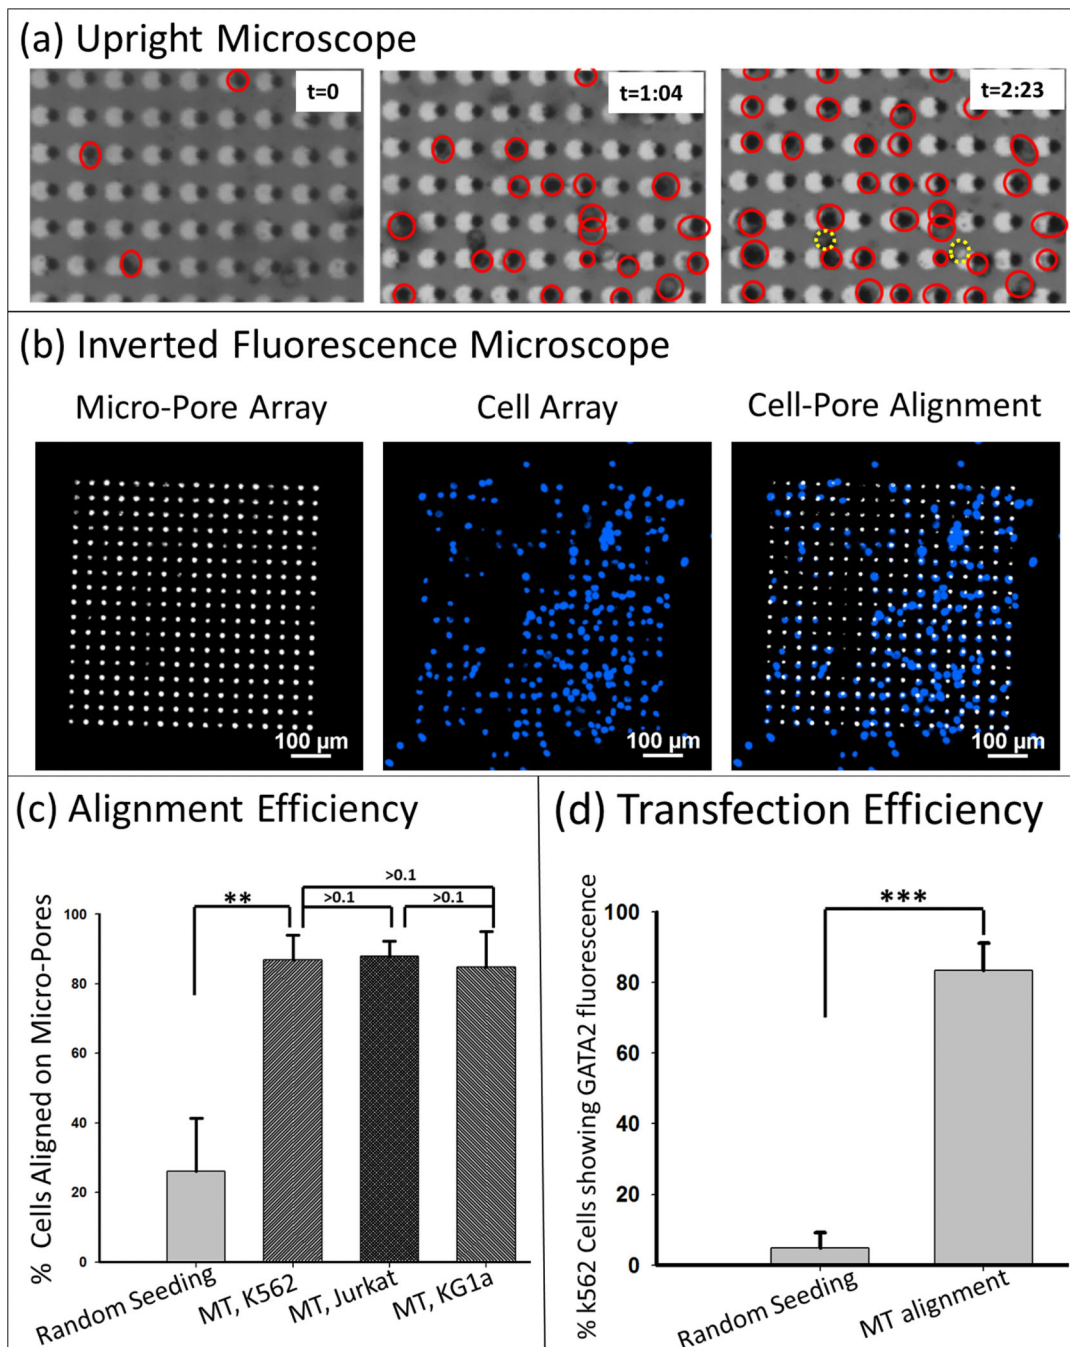 (a) Upright Microscope
t=0
t=1:04
t=2:23
(b) Inverted Fluorescence Microscope
Micro-Pore Array
Cell Array
Cell-Pore Alignment
100 µm
100 µm
100 µm
(c) Alignment Efficiency
% Cells Aligned on Micro-Pores
100
80
60
40
20
0
**
>0.1
>0.1
>0.1
Random Seeding
MT, K562
MT, Jurkat
MT, KG1a
(d) Transfection Efficiency
% k562 Cells showing GATA2 fluorescence
100
80
60
40
20
0
***
Random Seeding
MT alignment